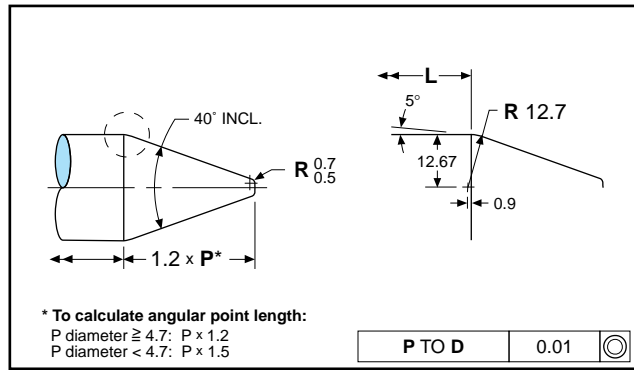 40° INCL.
R 0.7
0.5
1.2 x P*
L
5°
R 12.7
12.67
0.9
* To calculate angular point length:
P diameter ≧ 4.7: P x 1.2
P diameter < 4.7: P x 1.5
P TO D 0.01